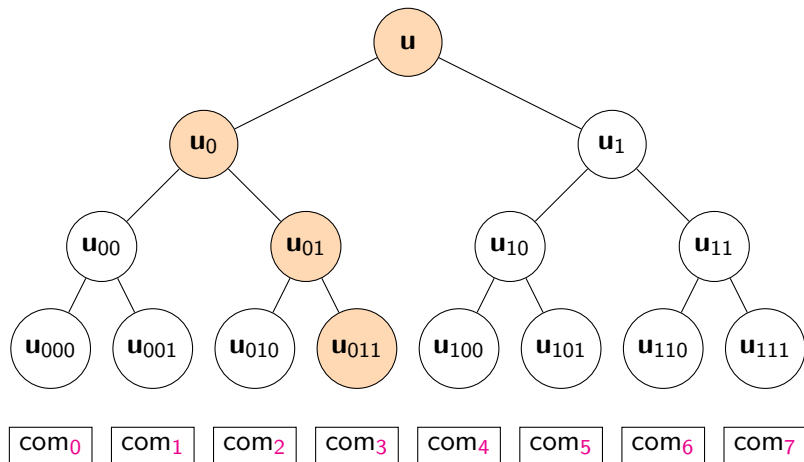 u
u₀ u₁
u₀₀ u₀₁ u₁₀ u₁₁
u₀₀₀ u₀₀₁ u₀₁₀ u₀₁₁ u₁₀₀ u₁₀₁ u₁₁₀ u₁₁₁
com₀ com₁ com₂ com₃ com₄ com₅ com₆ com₇